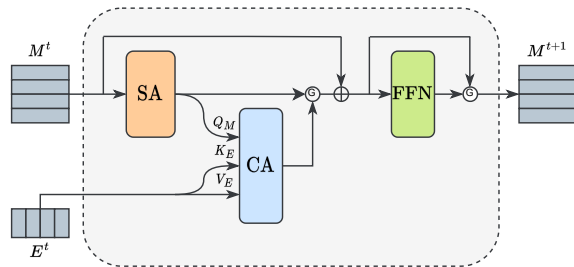 M^t
M^{t+1}
SA
G
FFN
G
Q_M
K_E
CA
V_E
E^t